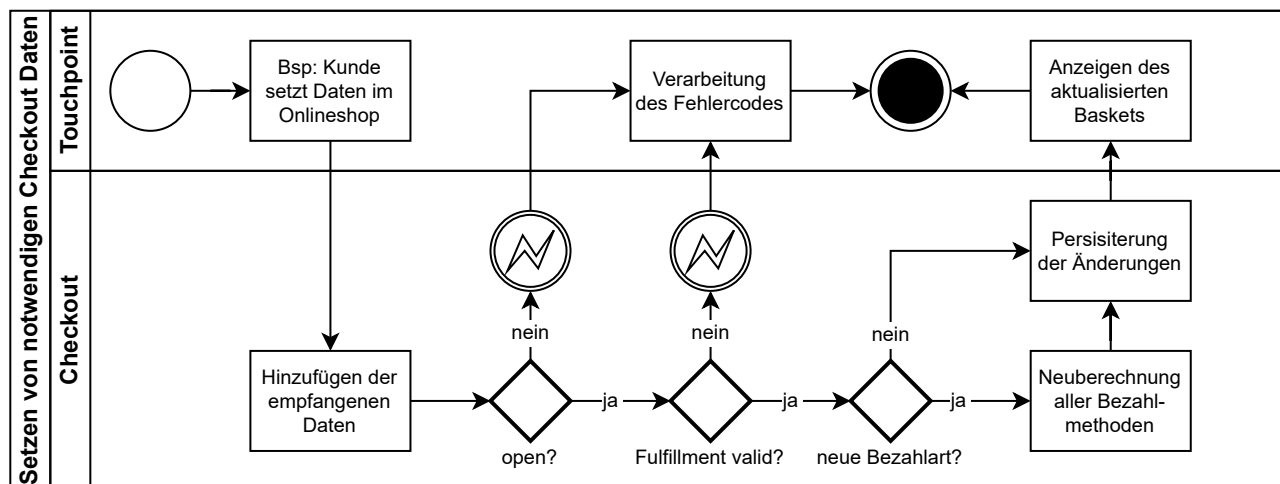 Setzen von notwendigen Checkout Daten
Touchpoint
Bsp: Kunde
setzt Daten im
Onlineshop
Verarbeitung
des Fehlercodes
Anzeigen des
aktualisierten
Baskets
Checkout
Persisiterung
der Änderungen
nein
nein
nein
Hinzufügen der
empfangenen
Daten
ja
ja
ja
Neuberechnung
aller Bezahl-
methoden
open?
Fulfillment valid?
neue Bezahlart?